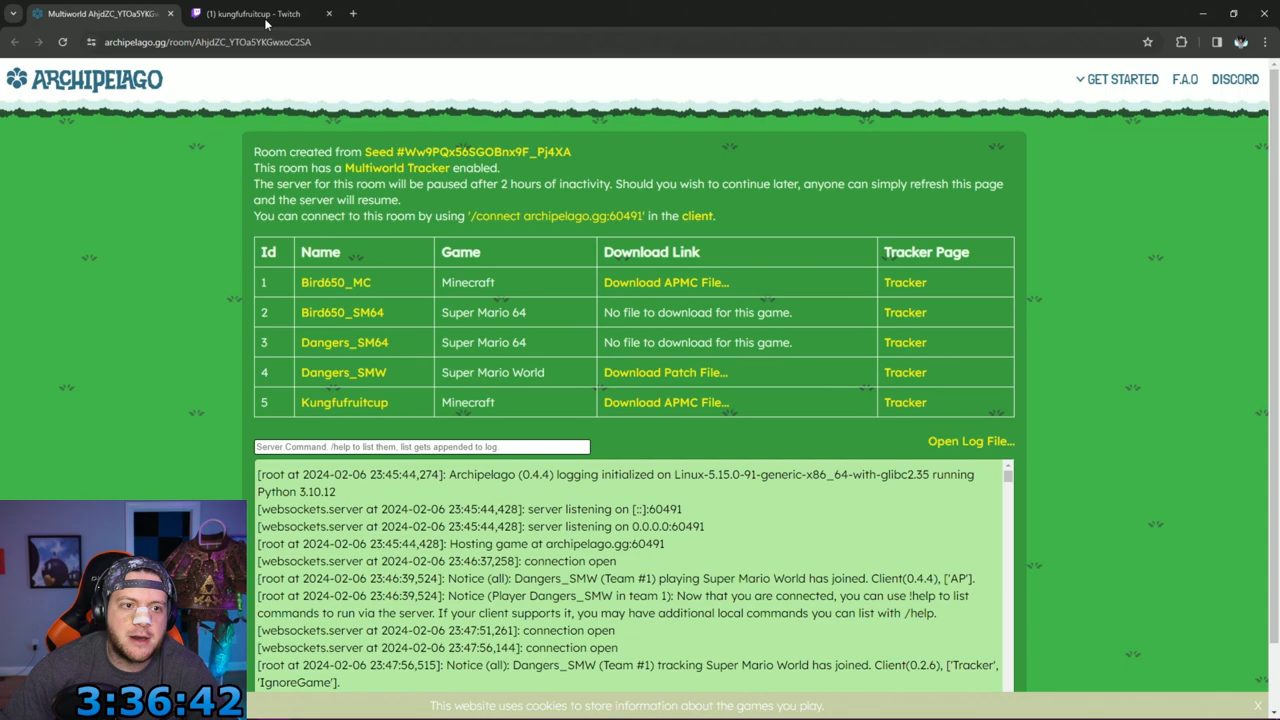 Multiworld AhjdZC_YTOa5YKGw
(1) kungfufruitcup - Twitch
archipelago.gg/room/AhjdZC_YTOa5YKGwxoC2SA
ARCHIPELAGO
GET STARTED F.A.Q DISCORD
Room created from Seed #Ww9PQx56SGOBnx9F_Pj4XA
This room has a Multiworld Tracker enabled.
The server for this room will be paused after 2 hours of inactivity. Should you wish to continue later, anyone can simply refresh this page
and the server will resume.
You can connect to this room by using '/connect archipelago.gg:60491' in the client.
Id Name Game Download Link Tracker Page
1 Bird650_MC Minecraft Download APMC File... Tracker
2 Bird650_SM64 Super Mario 64 No file to download for this game. Tracker
3 Dangers_SM64 Super Mario 64 No file to download for this game. Tracker
4 Dangers_SMW Super Mario World Download Patch File... Tracker
5 Kungfufruitcup Minecraft Download APMC File... Tracker
Server Command. /help to list them, list gets appended to log.
Open Log File...
[root at 2024-02-06 23:45:44,274]: Archipelago (0.4.4) logging initialized on Linux-5.15.0-91-generic-x86_64-with-glibc2.35 running
Python 3.10.12
[websockets.server at 2024-02-06 23:45:44,428]: server listening on [::]:60491
[websockets.server at 2024-02-06 23:45:44,428]: server listening on 0.0.0.0:60491
[root at 2024-02-06 23:45:44,428]: Hosting game at archipelago.gg:60491
[websockets.server at 2024-02-06 23:46:37,258]: connection open
[root at 2024-02-06 23:46:39,524]: Notice (all): Dangers_SMW (Team #1) playing Super Mario World has joined. Client(0.4.4), ['AP'].
[root at 2024-02-06 23:46:39,524]: Notice (Player Dangers_SMW in team 1): Now that you are connected, you can use !help to list
commands to run via the server. If your client supports it, you may have additional local commands you can list with /help.
[websockets.server at 2024-02-06 23:47:51,261]: connection open
[websockets.server at 2024-02-06 23:47:56,144]: connection open
[root at 2024-02-06 23:47:56,515]: Notice (all): Dangers_SMW (Team #1) tracking Super Mario World has joined. Client(0.2.6), ['Tracker',
'IgnoreGame'].
This website uses cookies to store information about the games you play.
X
3:36:42